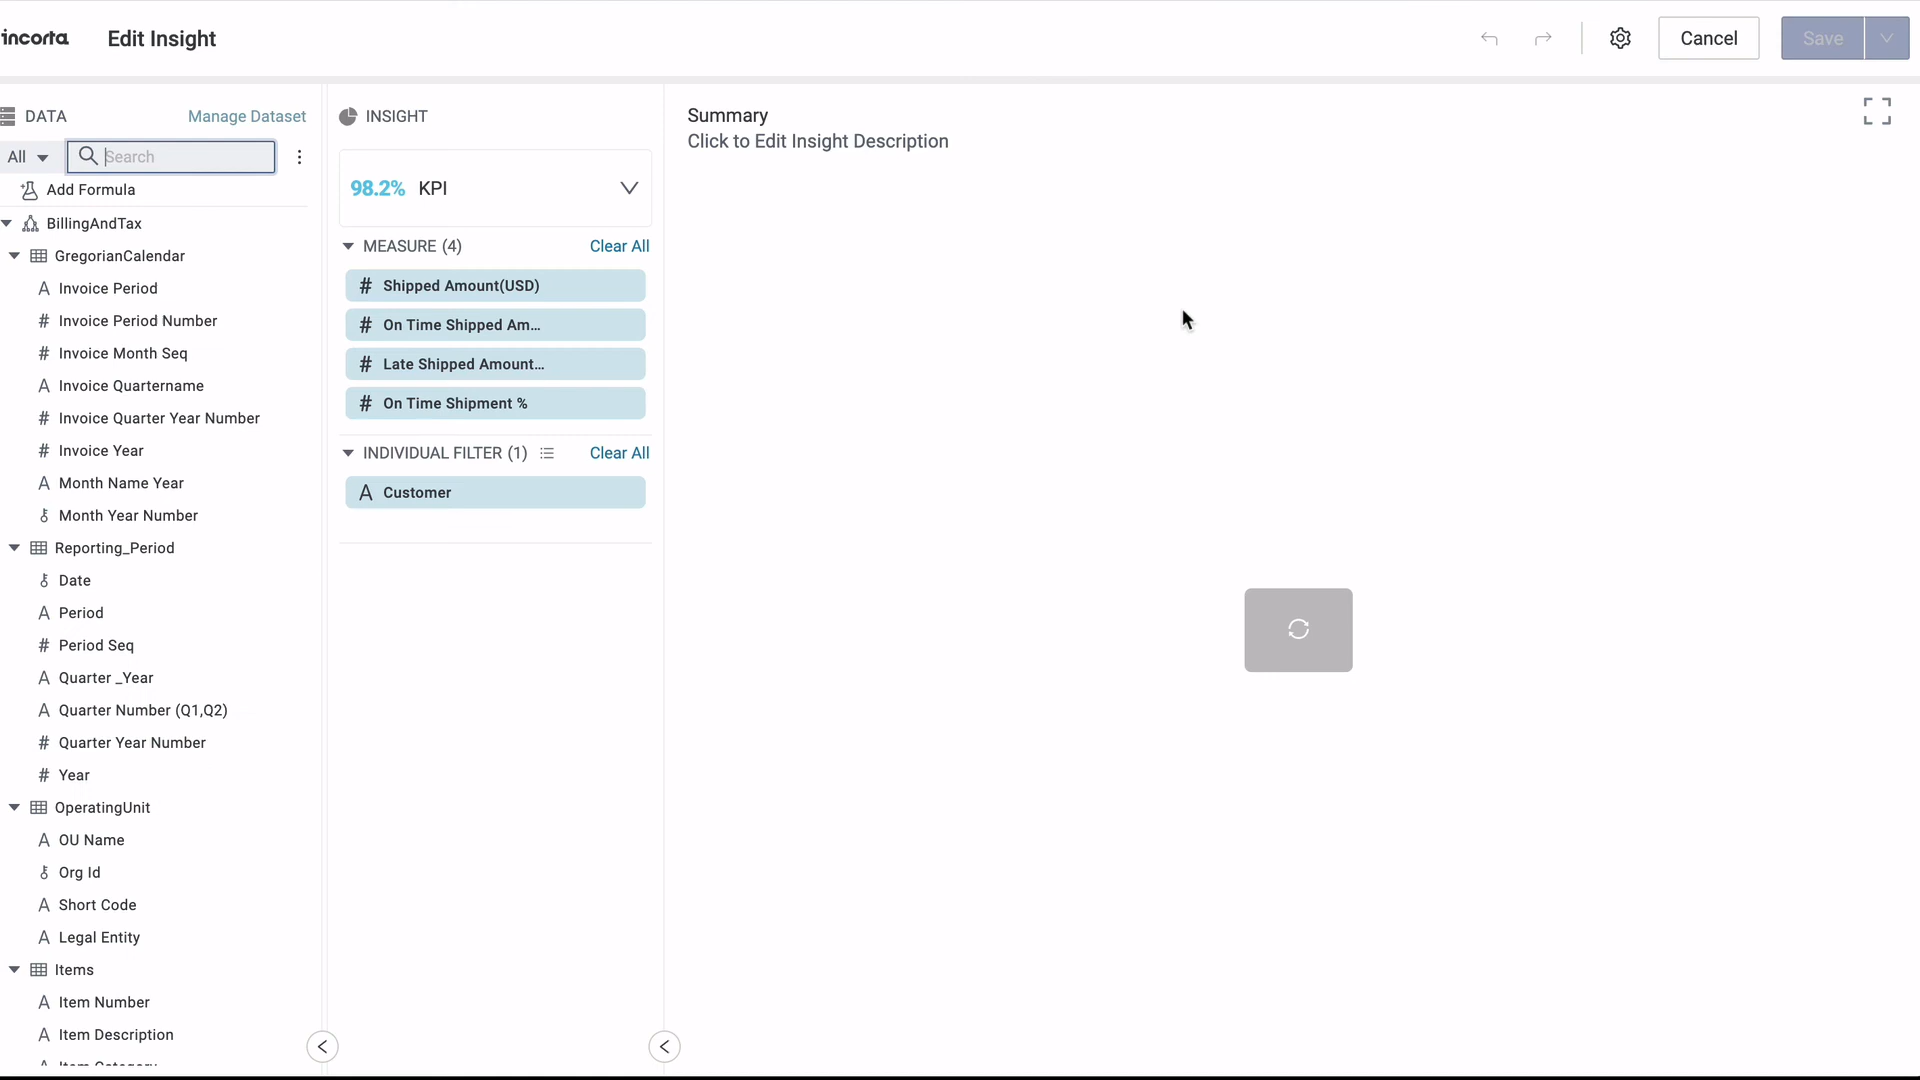 incorta
Edit Insight
Cancel
Save
DATA
Manage Dataset
All
Search
Add Formula
BillingAndTax
GregorianCalendar
A Invoice Period
# Invoice Period Number
# Invoice Month Seq
A Invoice Quartername
# Invoice Quarter Year Number
# Invoice Year
A Month Name Year
Month Year Number
Reporting_Period
Date
A Period
# Period Seq
A Quarter _Year
A Quarter Number (Q1,Q2)
# Quarter Year Number
# Year
OperatingUnit
A OU Name
Org Id
A Short Code
A Legal Entity
Items
A Item Number
A Item Description
A Item Category
INSIGHT
98.2% KPI
MEASURE (4)
Clear All
# Shipped Amount(USD)
# On Time Shipped Am...
# Late Shipped Amount...
# On Time Shipment %
INDIVIDUAL FILTER (1)
Clear All
A Customer
Summary
Click to Edit Insight Description